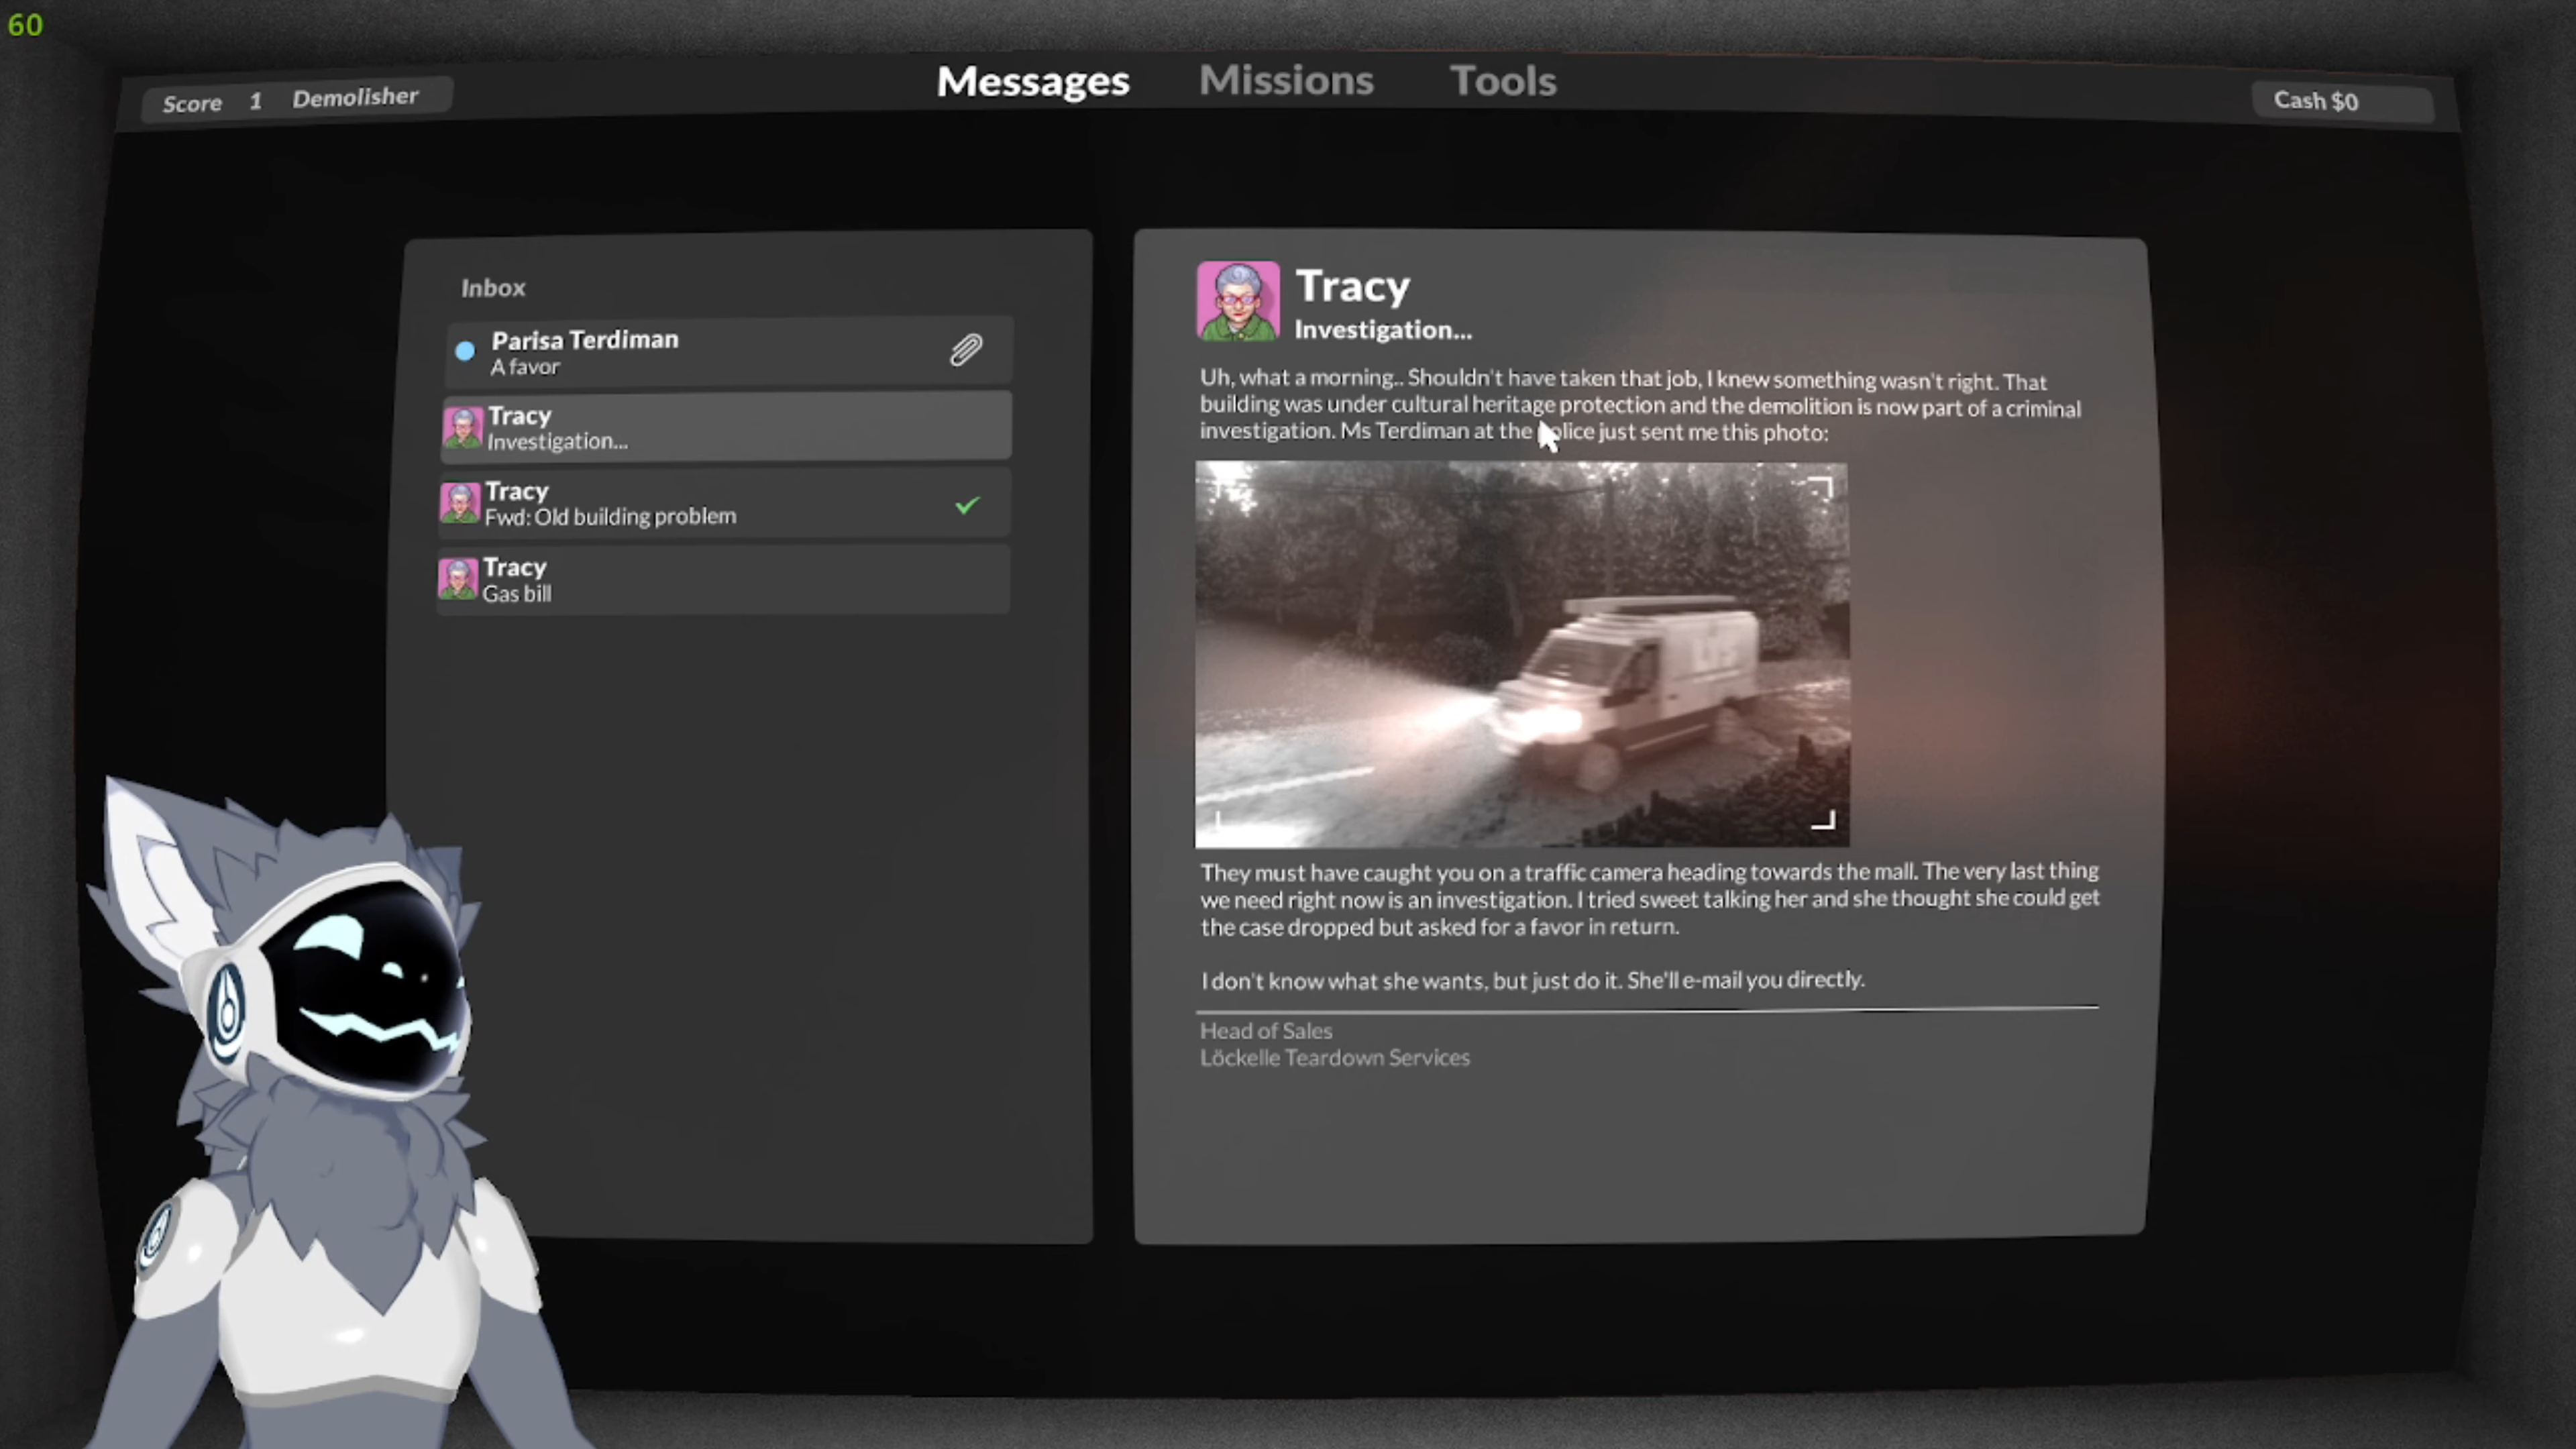 60
Score 1 Demolisher
Messages Missions Tools
Cash $0
Inbox
Parisa Terdiman
A favor
Tracy
Investigation...
Tracy
Fwd: Old building problem
Tracy
Gas bill
Tracy
Investigation...
Uh, what a morning.. Shouldn't have taken that job, I knew something wasn't right. That
building was under cultural heritage protection and the demolition is now part of a criminal
investigation. Ms Terdiman at the police just sent me this photo:
They must have caught you on a traffic camera heading towards the mall. The very last thing
we need right now is an investigation. I tried sweet talking her and she thought she could get
the case dropped but asked for a favor in return.
I don't know what she wants, but just do it. She'll e-mail you directly.
Head of Sales
Löckelle Teardown Services